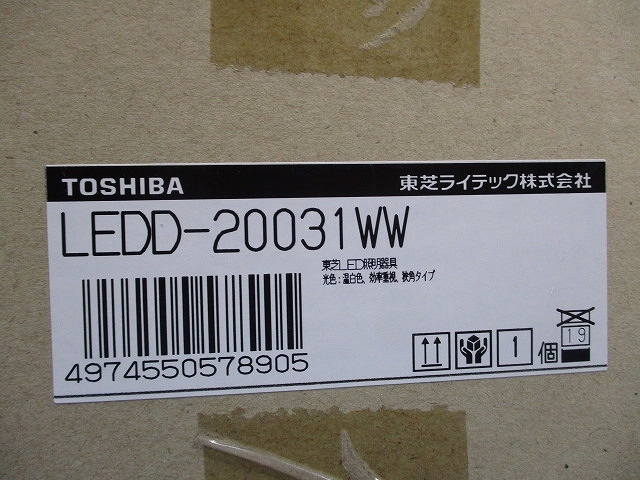 TOSHIBA 東芝ライテック株式会社
LEDD-20031WW
東芝LED照明器具
光色:温白色、効率重視、狭角タイプ
4974550578905
1 個 19